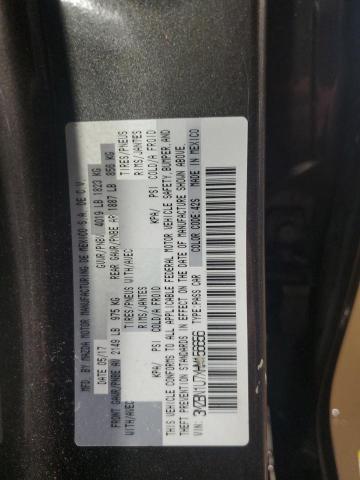 MFD. BY MAZDA MOTOR MANUFACTURING DE MEXICO S.A. DE C.V.
DATE 05/17 GVWR/PNBV 4019 LB 1823 KG
FRONT GAWR/PNBE AV 2149 LB 975 KG REAR GAWR/PNBE AR 1887 LB 856 KG
WITH/AVEC TIRES/PNEUS WITH/AVEC TIRES/PNEUS
RIMS/JANTES RIMS/JANTES
KPA/ PSI COLD/A FROID KPA/ PSI COLD/A FROID
THIS VEHICLE CONFORMS TO ALL APPLICABLE FEDERAL MOTOR VEHICLE SAFETY, BUMPER, AND
THEFT PREVENTION STANDARDS IN EFFECT ON THE DATE OF MANUFACTURE SHOWN ABOVE.
VIN: TYPE:PASS CAR COLOR CODE:42S MADE IN MEXICO